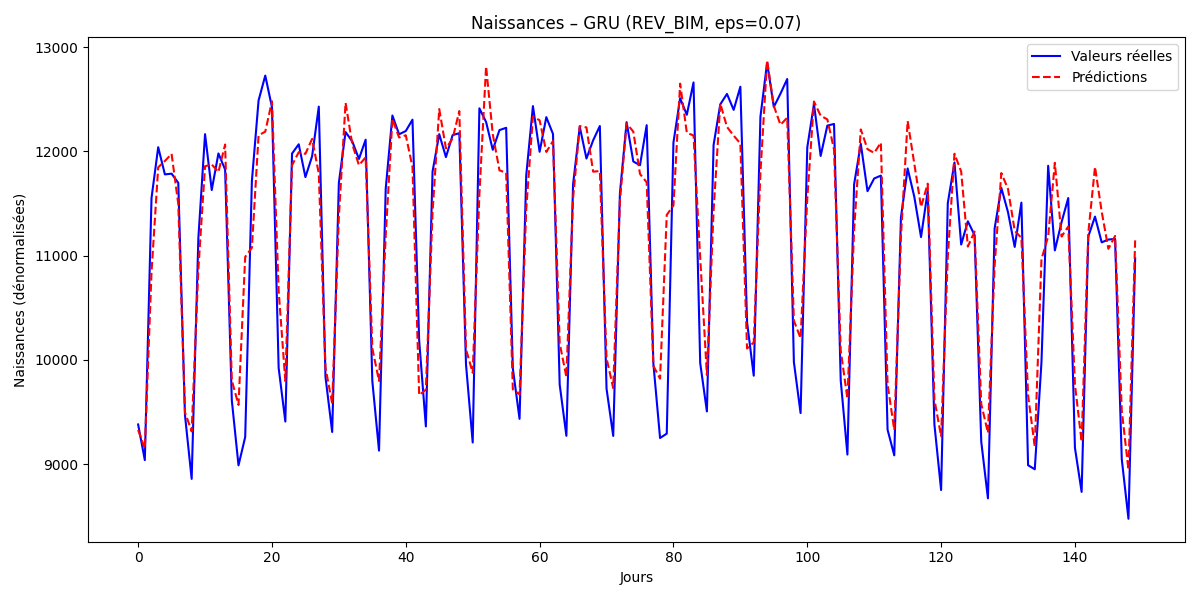 Naissances – GRU (REV_BIM, eps=0.07)
Valeurs réelles
Prédictions
Naissances (dénormalisées)
13000
12000
11000
10000
9000
0 20 40 60 80 100 120 140
Jours